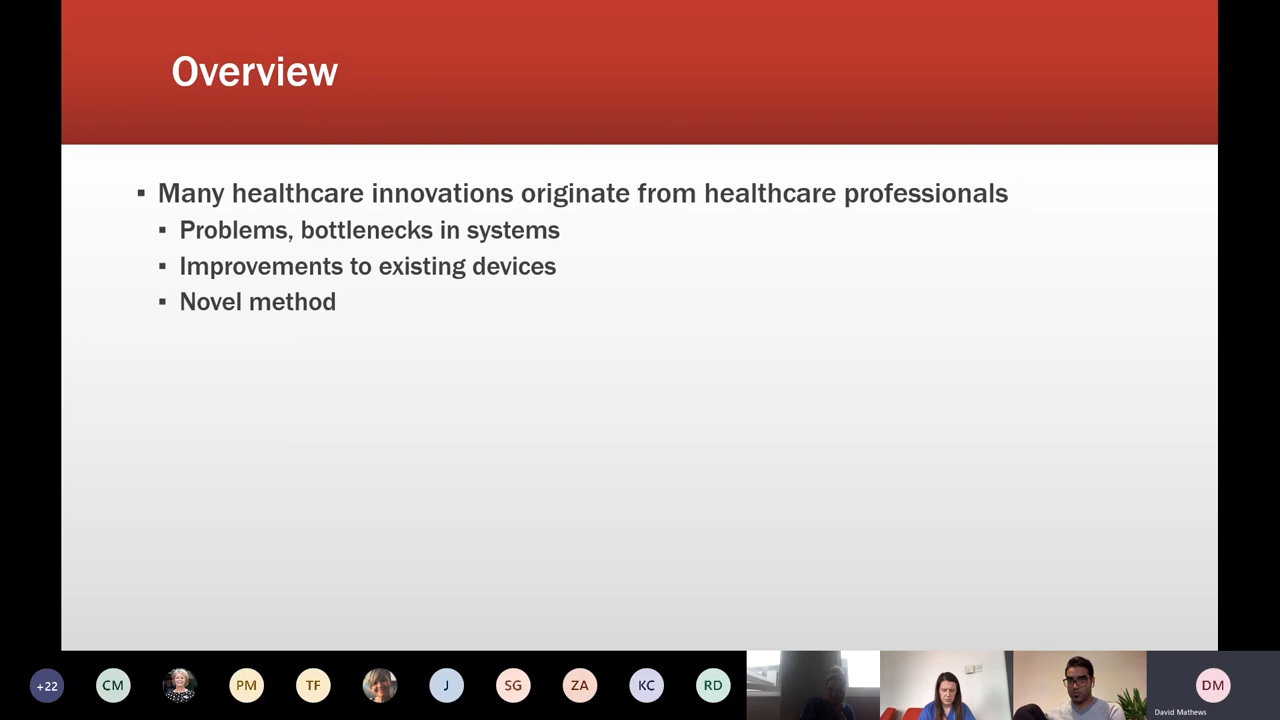 Overview
▪ Many healthcare innovations originate from healthcare professionals
▪ Problems, bottlenecks in systems
▪ Improvements to existing devices
▪ Novel method
+22 CM PM TF J SG ZA KC RD DM
David Mathews